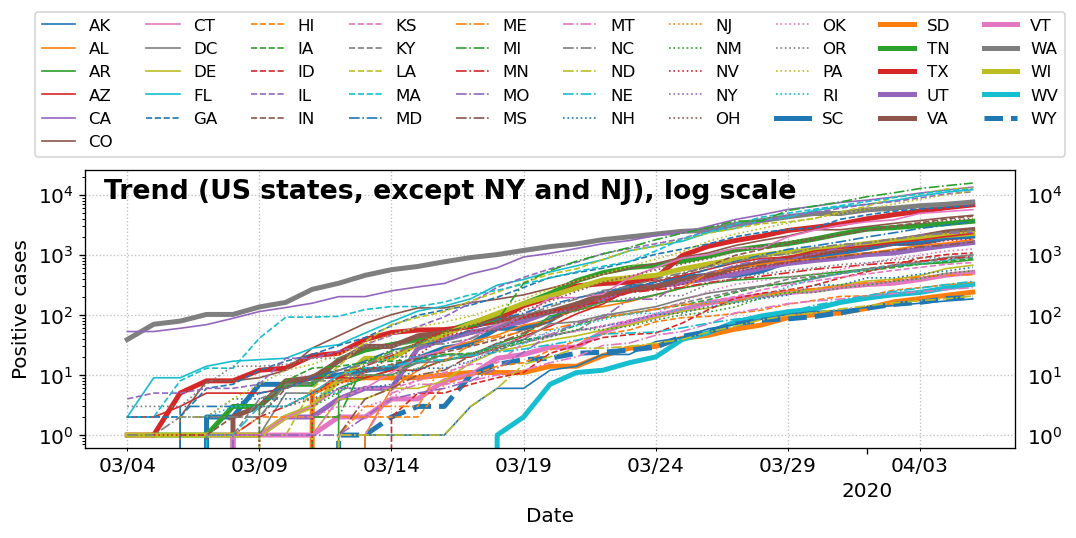 AK CT HI KS ME MT NJ OK SD VT
AL DC IA KY MI NC NM OR TN WA
AR DE ID LA MN ND NV PA TX WI
AZ FL IL MA MO NE NY RI UT WV
CA GA IN MD MS NH OH SC VA WY
CO
Trend (US states, except NY and NJ), log scale
Positive cases
10⁴ 10⁴
10³ 10³
10² 10²
10¹ 10¹
10⁰ 10⁰
03/04 03/09 03/14 03/19 03/24 03/29 04/03
2020
Date